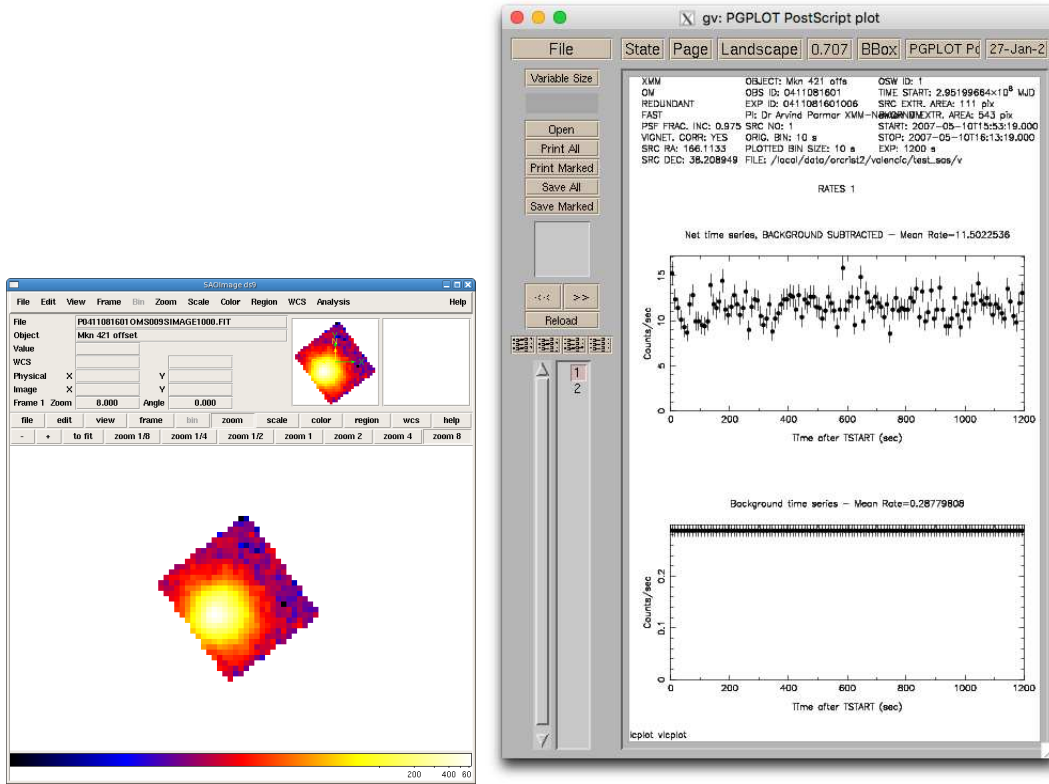 SAOImage ds9
File Edit View Frame Bin Zoom Scale Color Region WCS Analysis Help
File P0411081601OMS009SIMAGE1000.FIT
Object Mkn 421 offset
Value
WCS
Physical X Y
Image X Y
Frame 1 Zoom 8.000 Angle 0.000
file edit view frame bin zoom scale color region wcs help
- + to fit zoom 1/8 zoom 1/4 zoom 1/2 zoom 1 zoom 2 zoom 4 zoom 8
200 400 60
gv: PGPLOT PostScript plot
File State Page Landscape 0.707 BBox PGPLOT Po 27-Jan-2
Variable Size
Open
Print All
Print Marked
Save All
Save Marked
<< >>
Reload
1
2
XMM OBJECT: Mkn 421 offs OSW ID: 1
OM OBS ID: 0411081601 TIME START: 2.95199664×10⁸ MJD
REDUNDANT EXP ID: 0411081601006 SRC EXTR. AREA: 111 pix
FAST PI: Dr Arvind Parmar XMM- EXTR. AREA: 543 pix
PSF FRAC. INC: 0.975 SRC NO: 1 START: 2007-05-10T15:53:19.000
VIGNET. CORR: YES ORIG. BIN: 10 s STOP: 2007-05-10T16:13:19.000
SRC RA: 166.1133 PLOTTED BIN SIZE: 10 s EXP: 1200 s
SRC DEC: 38.208949 FILE: /local/data/orcrist2/valencic/test_sas/v
RATES 1
Net time series, BACKGROUND SUBTRACTED – Mean Rate=11.5022536
Counts/sec
15
10
5
0
0 200 400 600 800 1000 1200
Time after TSTART (sec)
Background time series – Mean Rate=0.28779808
Counts/sec
0.2
0.1
0
0 200 400 600 800 1000 1200
Time after TSTART (sec)
lcplot vlcplot